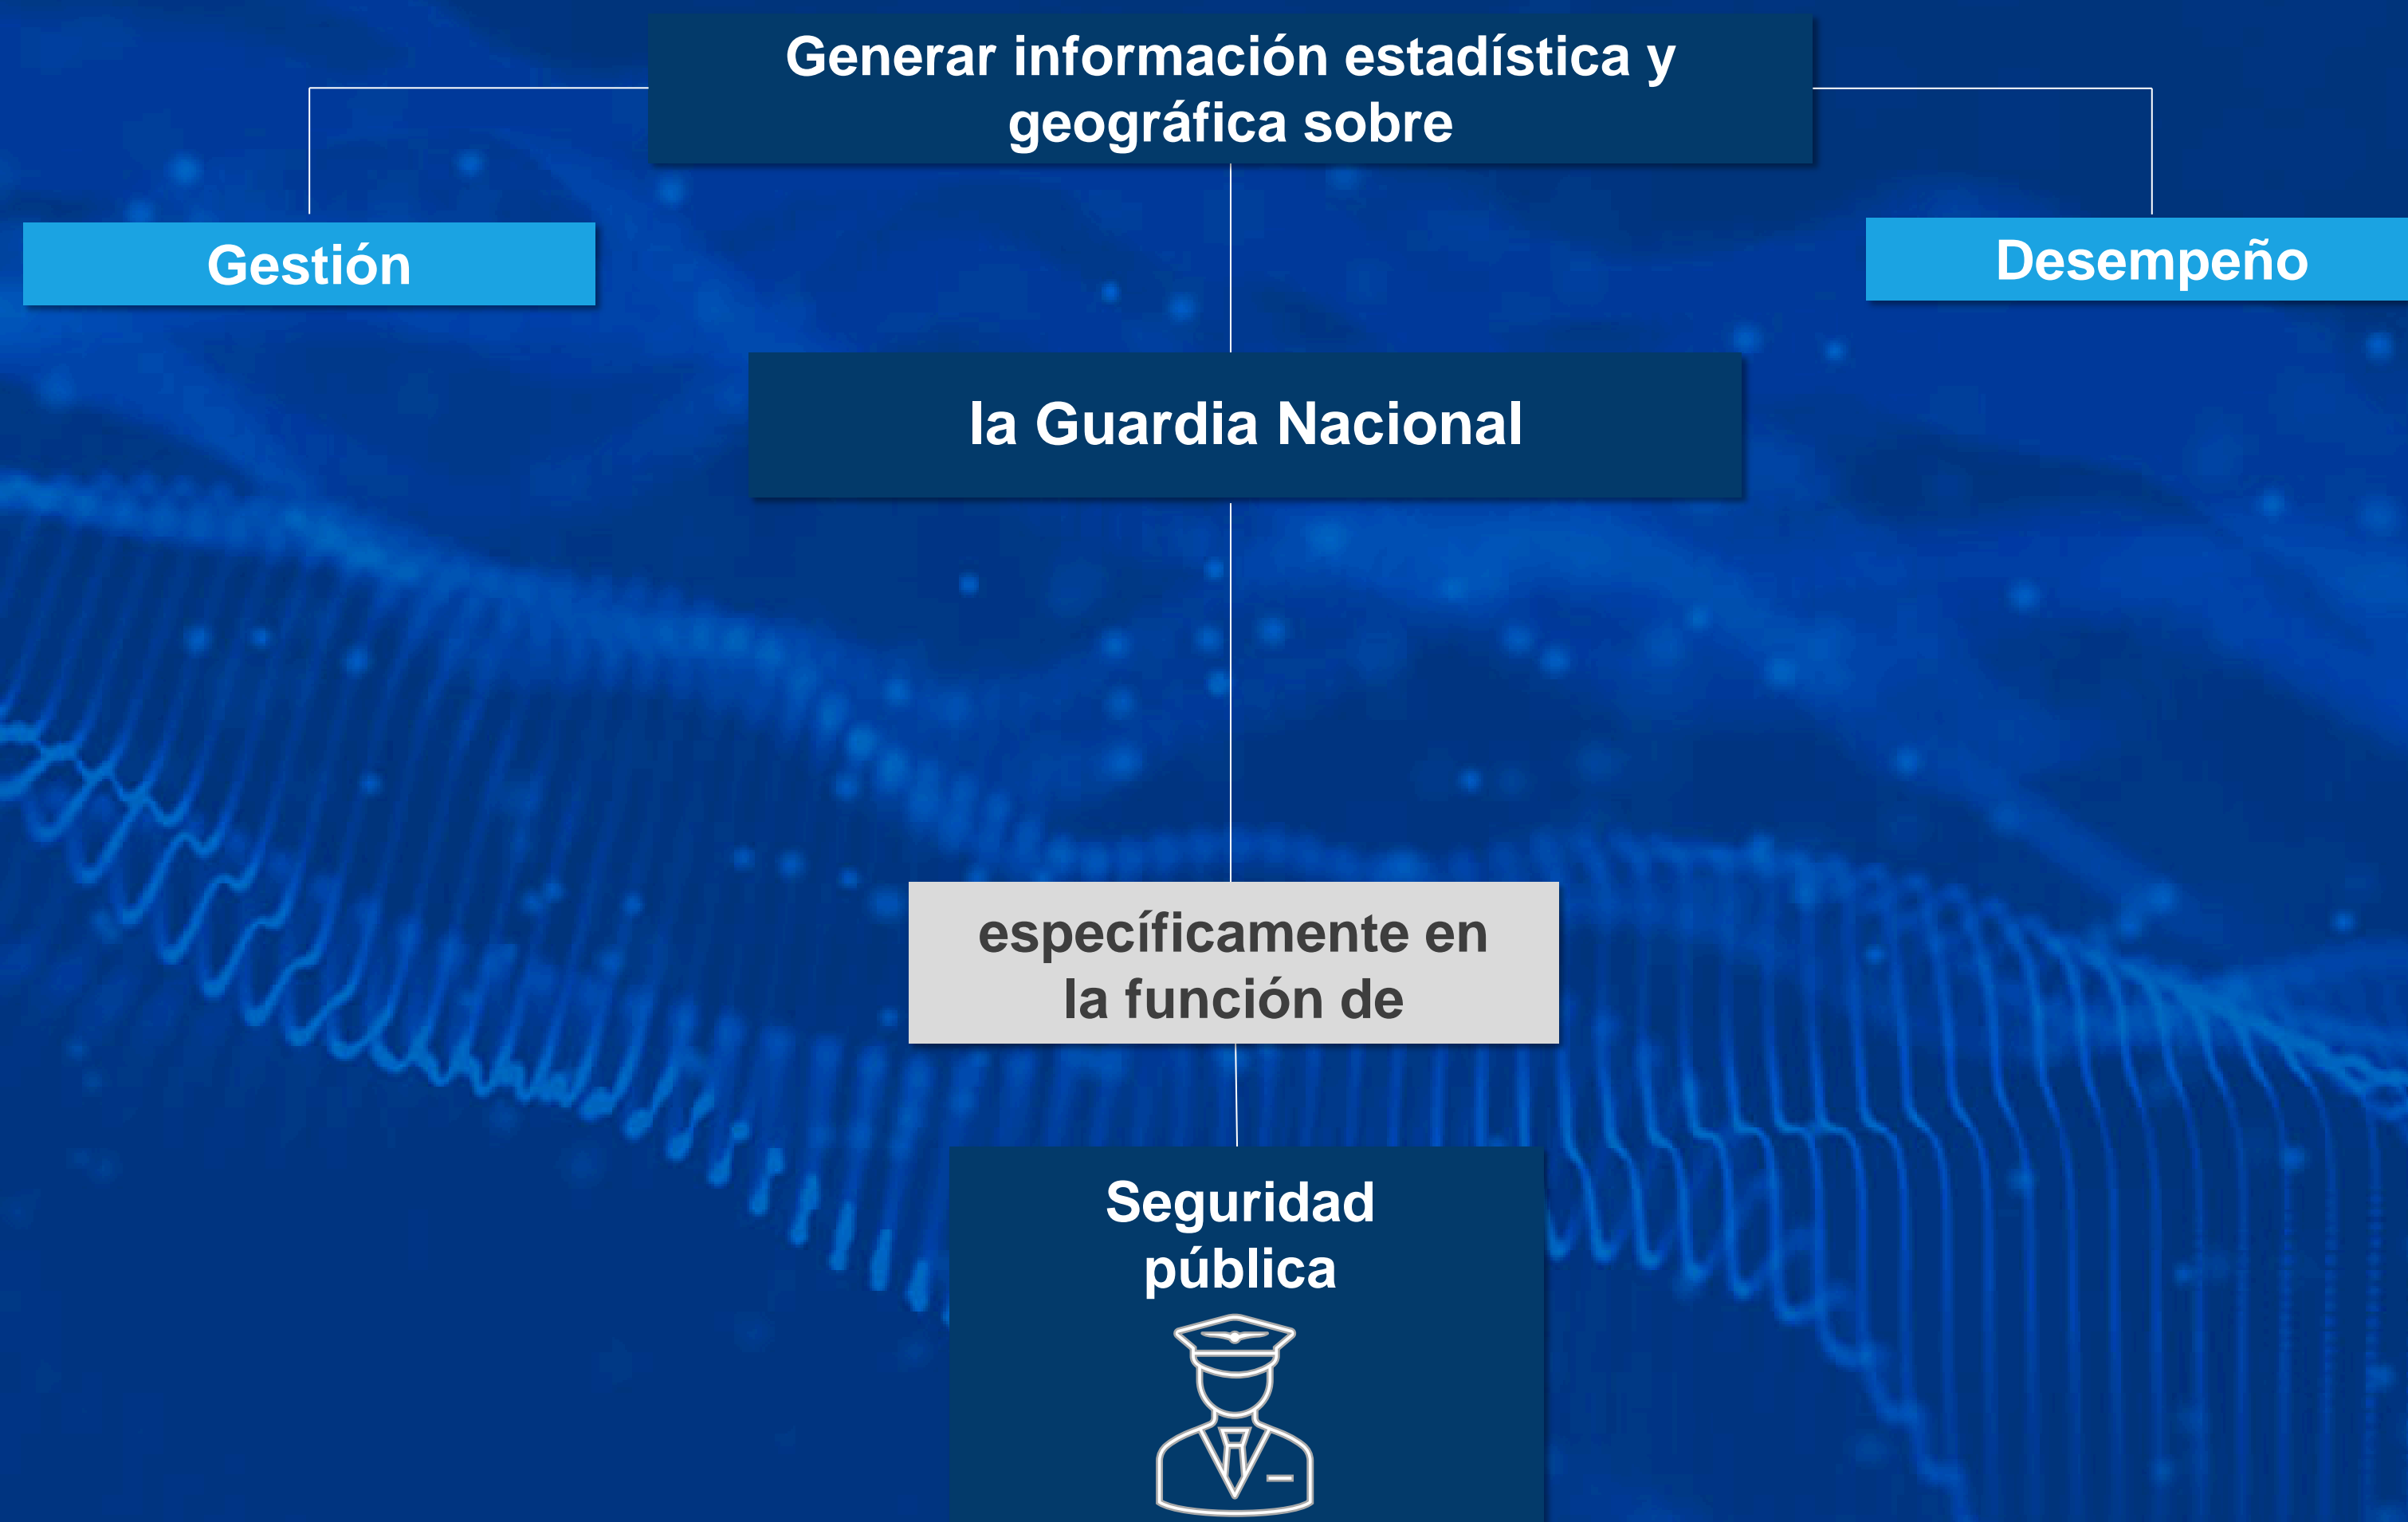 Generar información estadística y
geográfica sobre
Gestión
Desempeño
la Guardia Nacional
específicamente en
la función de
Seguridad
pública